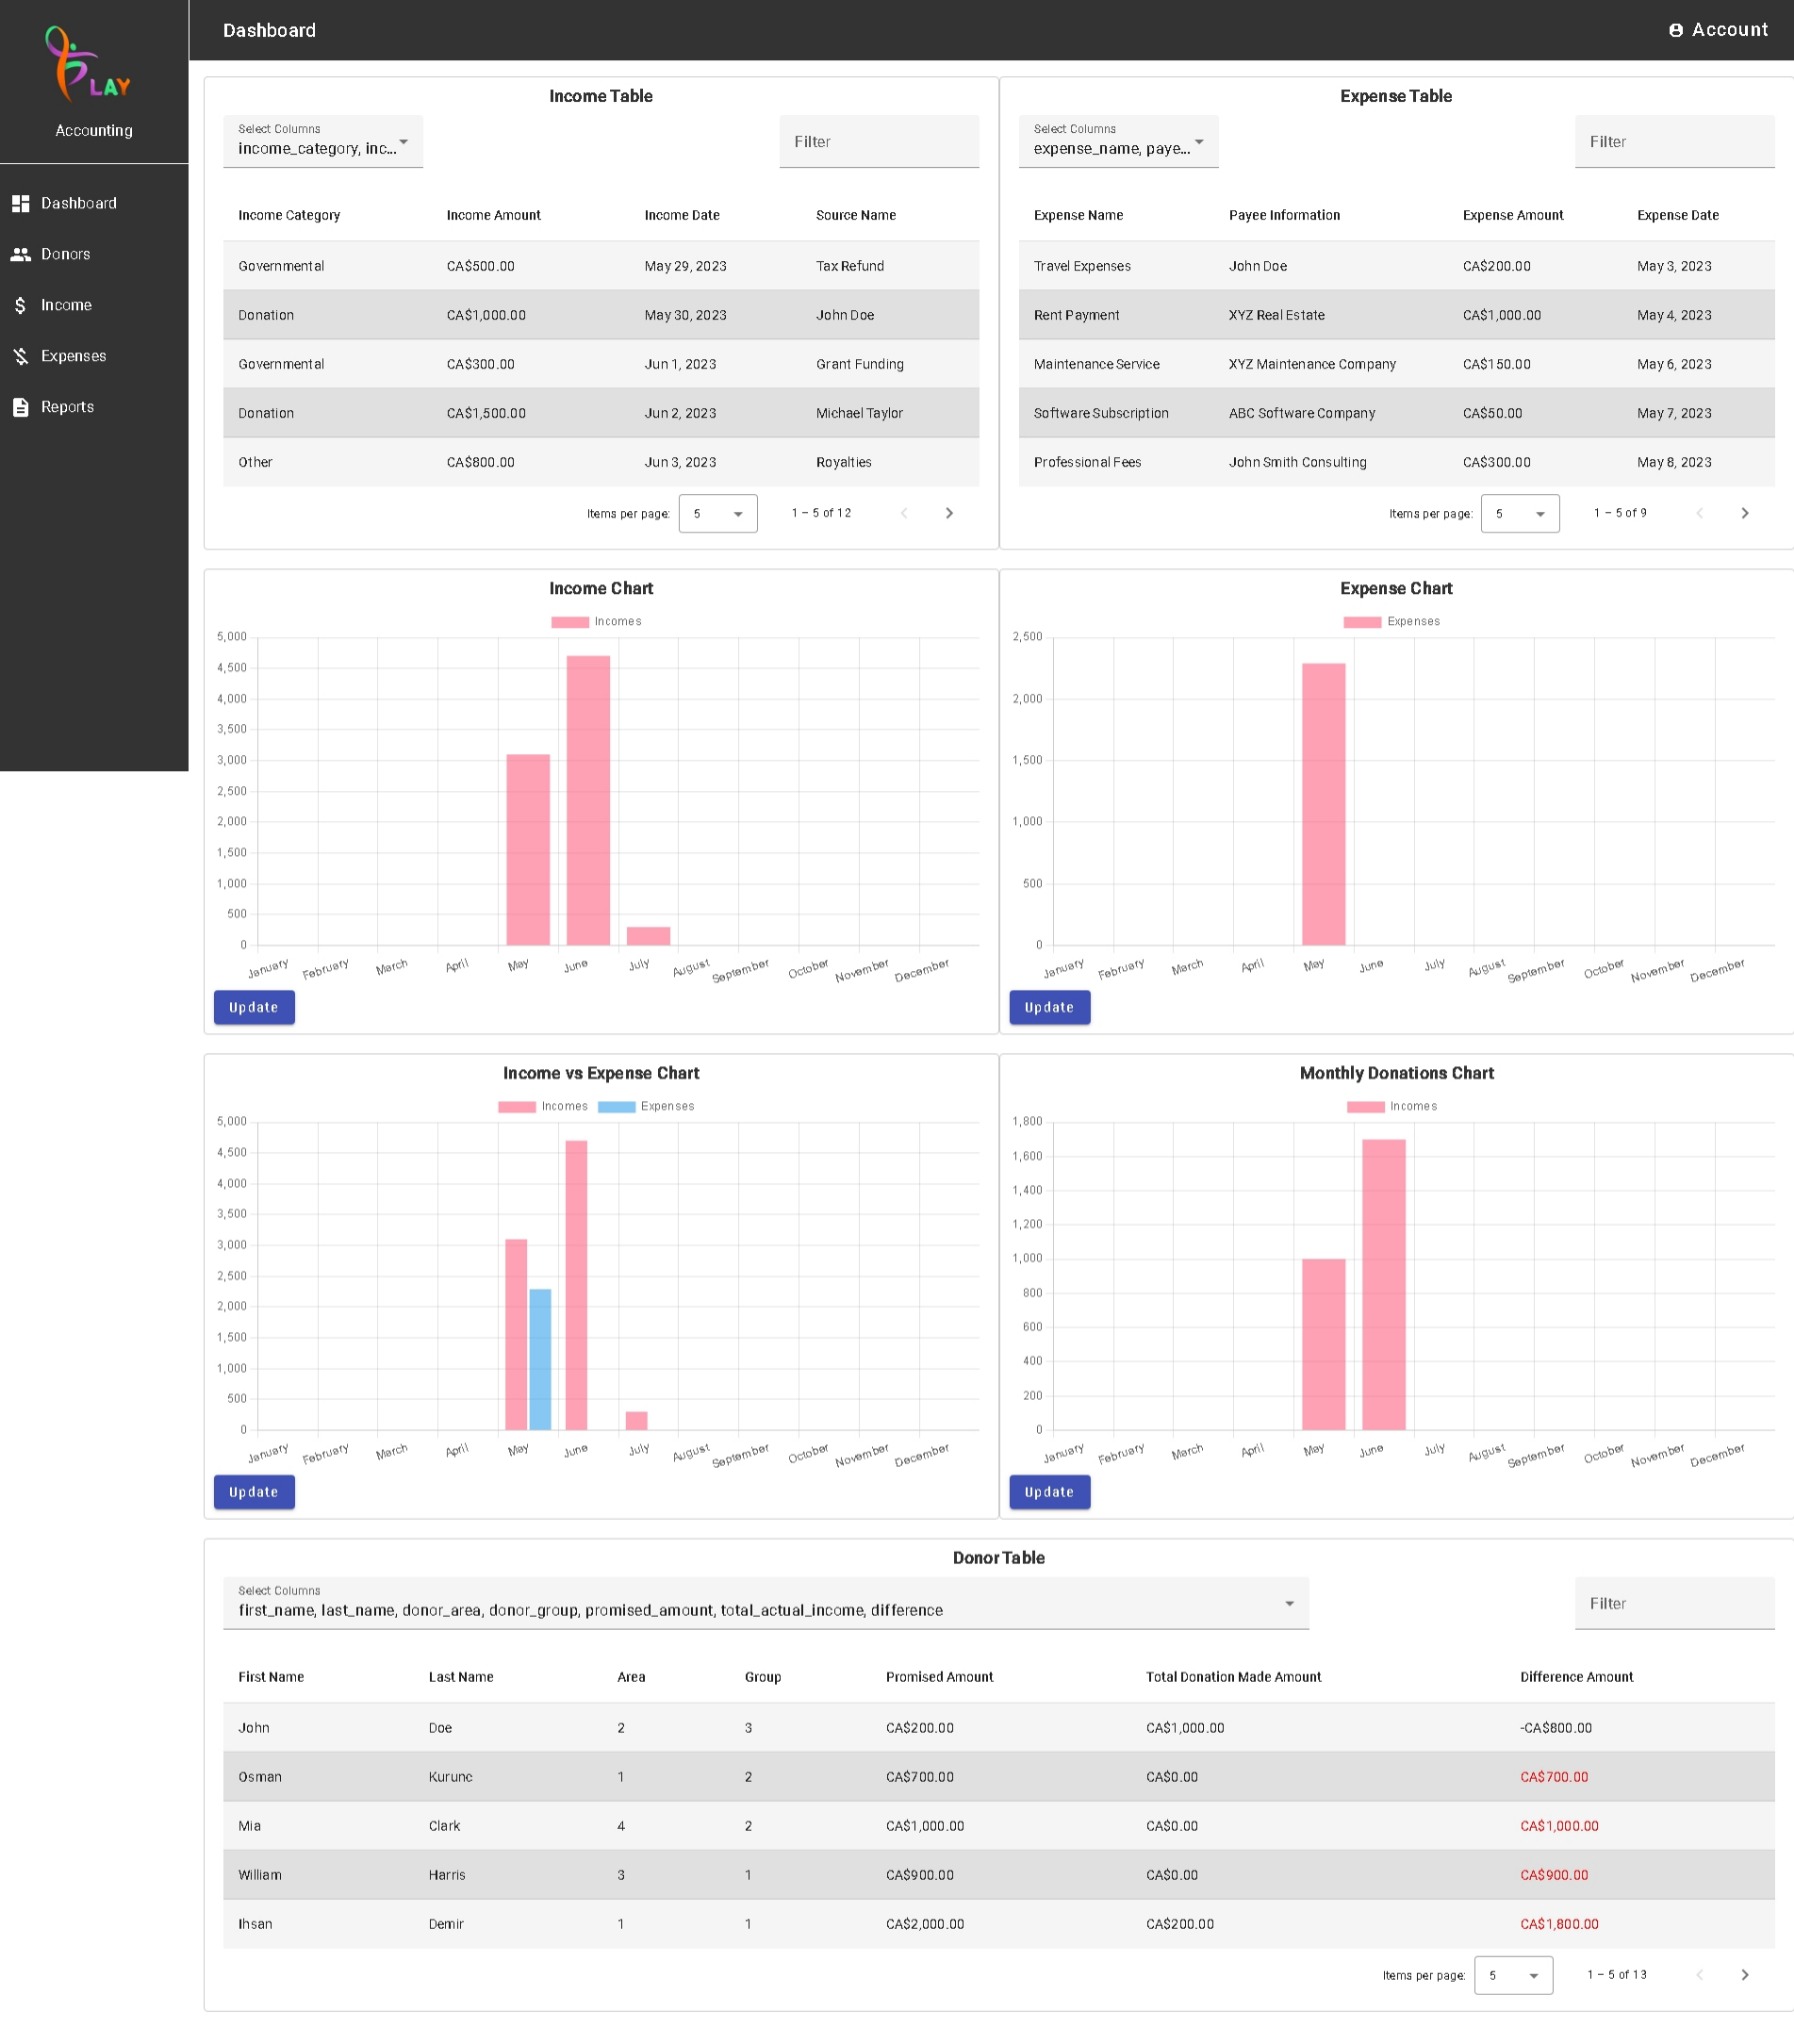 LAY
Accounting
Dashboard
Donors
Income
Expenses
Reports
Dashboard
Account
Income Table
Select Columns
income_category, inc...
Filter
Income Category Income Amount Income Date Source Name
Governmental CA$500.00 May 29, 2023 Tax Refund
Donation CA$1,000.00 May 30, 2023 John Doe
Governmental CA$300.00 Jun 1, 2023 Grant Funding
Donation CA$1,500.00 Jun 2, 2023 Michael Taylor
Other CA$800.00 Jun 3, 2023 Royalties
Items per page: 5 1 – 5 of 12
Expense Table
Select Columns
expense_name, paye...
Filter
Expense Name Payee Information Expense Amount Expense Date
Travel Expenses John Doe CA$200.00 May 3, 2023
Rent Payment XYZ Real Estate CA$1,000.00 May 4, 2023
Maintenance Service XYZ Maintenance Company CA$150.00 May 6, 2023
Software Subscription ABC Software Company CA$50.00 May 7, 2023
Professional Fees John Smith Consulting CA$300.00 May 8, 2023
Items per page: 5 1 – 5 of 9
Income Chart
Incomes
5,000
4,500
4,000
3,500
3,000
2,500
2,000
1,500
1,000
500
0
January February March April May June July August September October November December
Update
Expense Chart
Expenses
2,500
2,000
1,500
1,000
500
0
January February March April May June July August September October November December
Update
Income vs Expense Chart
Incomes Expenses
5,000
4,500
4,000
3,500
3,000
2,500
2,000
1,500
1,000
500
0
January February March April May June July August September October November December
Update
Monthly Donations Chart
Incomes
1,800
1,600
1,400
1,200
1,000
800
600
400
200
0
January February March April May June July August September October November December
Update
Donor Table
Select Columns
first_name, last_name, donor_area, donor_group, promised_amount, total_actual_income, difference
Filter
First Name Last Name Area Group Promised Amount Total Donation Made Amount Difference Amount
John Doe 2 3 CA$200.00 CA$1,000.00 -CA$800.00
Osman Kurunc 1 2 CA$700.00 CA$0.00 CA$700.00
Mia Clark 4 2 CA$1,000.00 CA$0.00 CA$1,000.00
William Harris 3 1 CA$900.00 CA$0.00 CA$900.00
Ihsan Demir 1 1 CA$2,000.00 CA$200.00 CA$1,800.00
Items per page: 5 1 – 5 of 13